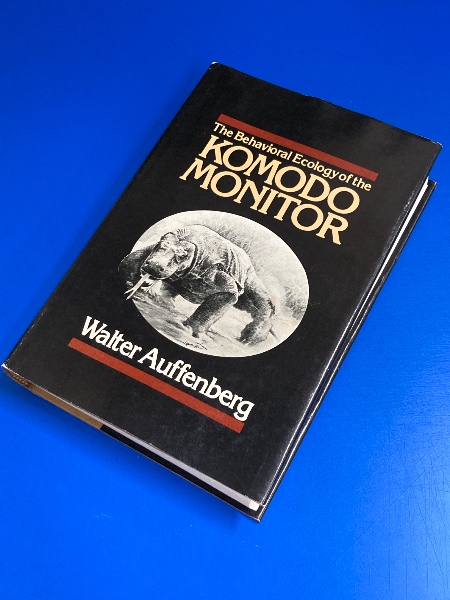 The Behavioral Ecology of the
KOMODO
MONITOR
Walter Auffenberg